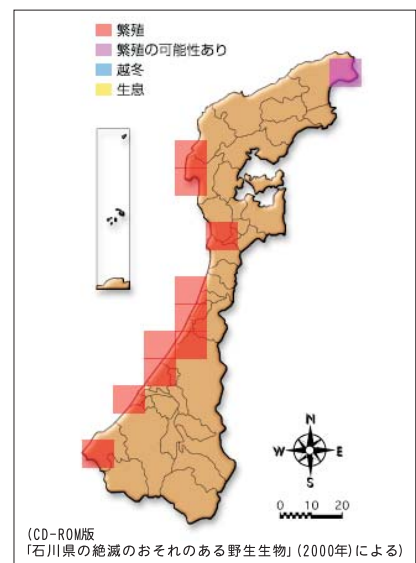 繁殖
繁殖の可能性あり
越冬
生息
N
W E
S
0 10 20
(CD-ROM版
「石川県の絶滅のおそれのある野生生物」(2000年)による)